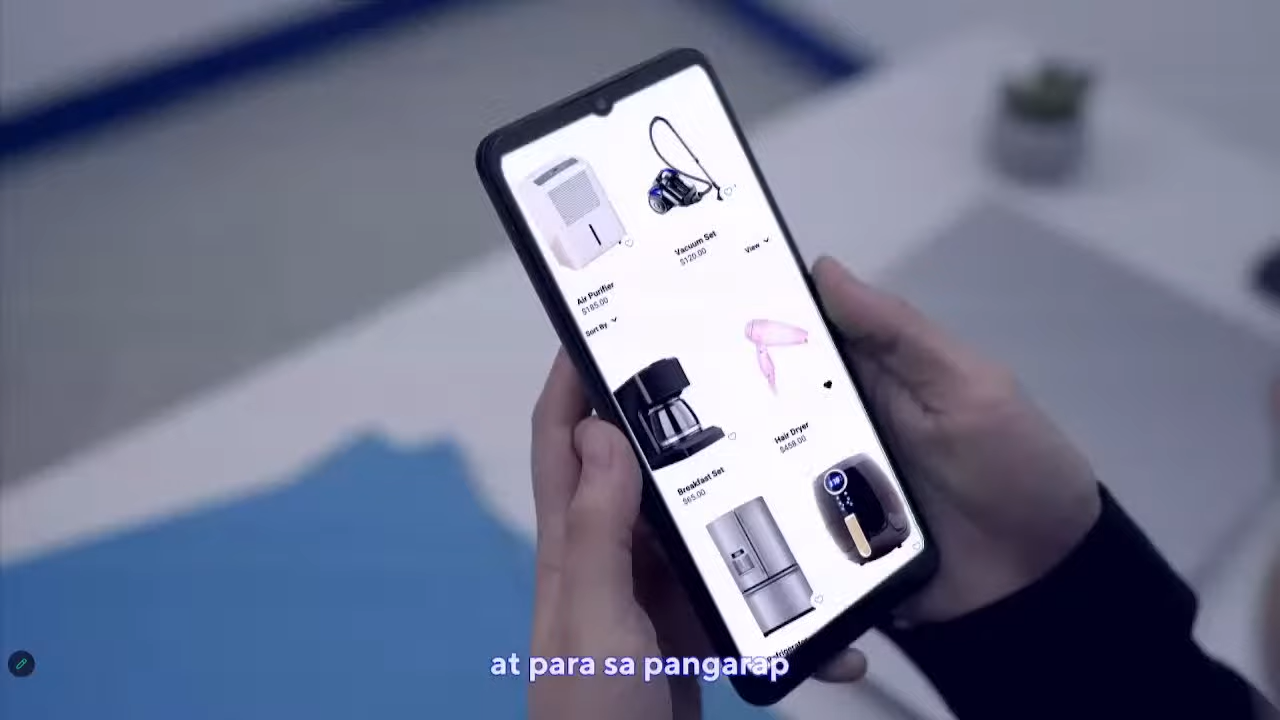 Vacuum Set
$120.00
View
Air Purifier
$185.00
Sort By
Hair Dryer
$458.00
Breakfast Set
$65.00
Refrigerator
at para sa pangarap